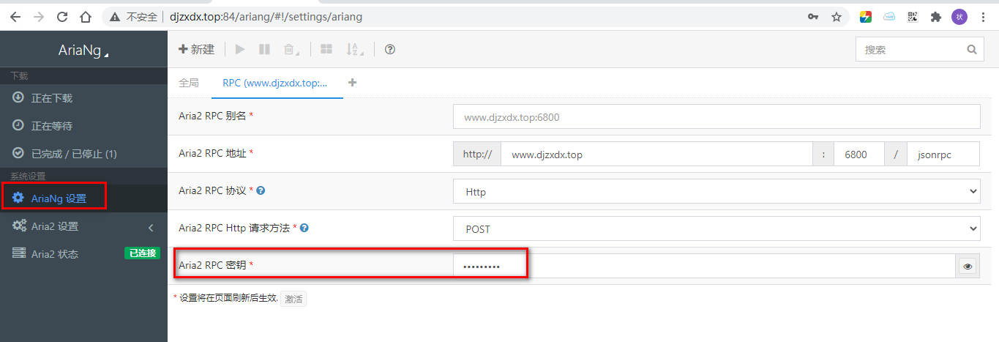 不安全 | djzxdx.top:84/ariang/#!/settings/ariang
状
AriaNg
新建
搜索
下载
正在下载
正在等待
已完成 / 已停止 (1)
系统设置
AriaNg 设置
Aria2 设置
Aria2 状态 已连接
全局 RPC (www.djzxdx.top:...
Aria2 RPC 别名 * www.djzxdx.top:6800
Aria2 RPC 地址 * http:// www.djzxdx.top : 6800 / jsonrpc
Aria2 RPC 协议 * Http
Aria2 RPC Http 请求方法 * POST
Aria2 RPC 密钥 * •••••••••
* 设置将在页面刷新后生效. 激活